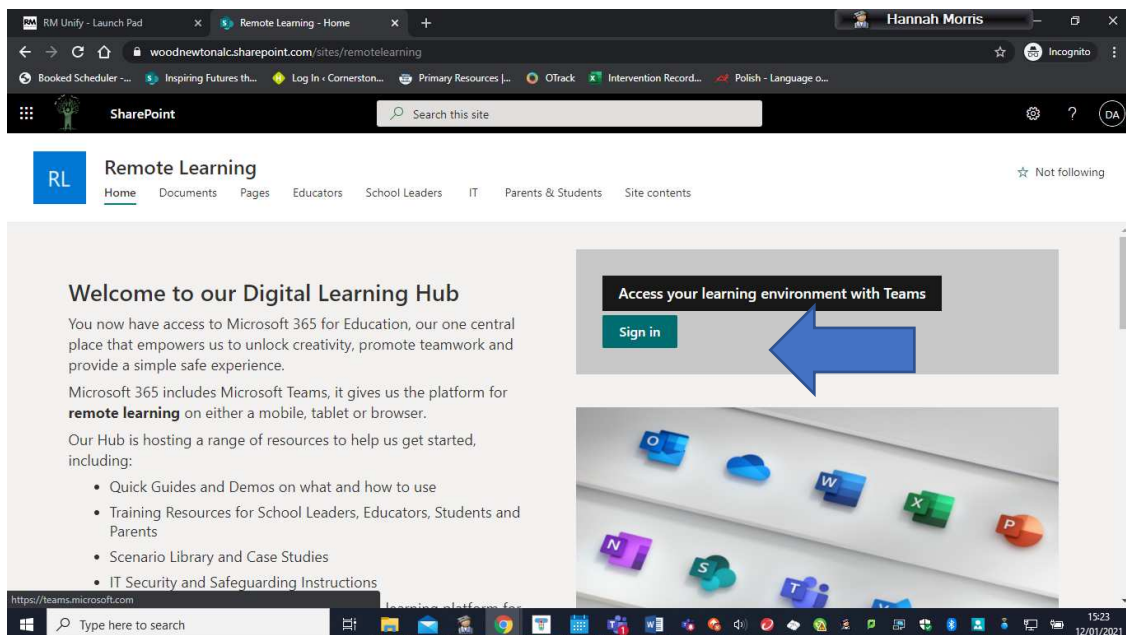 RM RM Unify - Launch Pad
Remote Learning - Home
Hannah Morris
woodnewtonalc.sharepoint.com/sites/remotelearning
Incognito
Booked Scheduler -... Inspiring Futures th... Log In ‹ Cornerston... Primary Resources |... OTrack Intervention Record... Polish - Language o...
SharePoint
Search this site
? DA
RL
Remote Learning
Not following
Home Documents Pages Educators School Leaders IT Parents & Students Site contents
Welcome to our Digital Learning Hub
You now have access to Microsoft 365 for Education, our one central
place that empowers us to unlock creativity, promote teamwork and
provide a simple safe experience.
Microsoft 365 includes Microsoft Teams, it gives us the platform for
remote learning on either a mobile, tablet or browser.
Our Hub is hosting a range of resources to help us get started,
including:
• Quick Guides and Demos on what and how to use
• Training Resources for School Leaders, Educators, Students and
Parents
• Scenario Library and Case Studies
• IT Security and Safeguarding Instructions
Access your learning environment with Teams
Sign in
O
W
X
P
N
S
T
https://teams.microsoft.com
learning platform for
Type here to search
15:23
12/01/2021